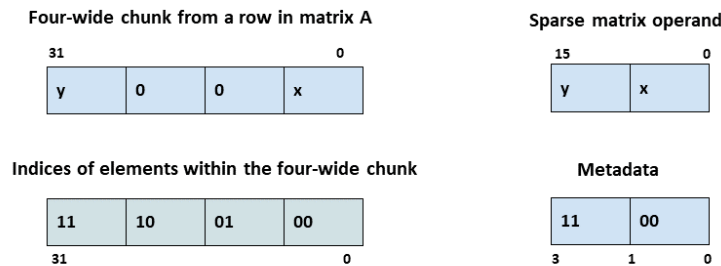 Four-wide chunk from a row in matrix A
31 0
y 0 0 x
Indices of elements within the four-wide chunk
11 10 01 00
31 0
Sparse matrix operand
15 0
y x
Metadata
11 00
3 1 0